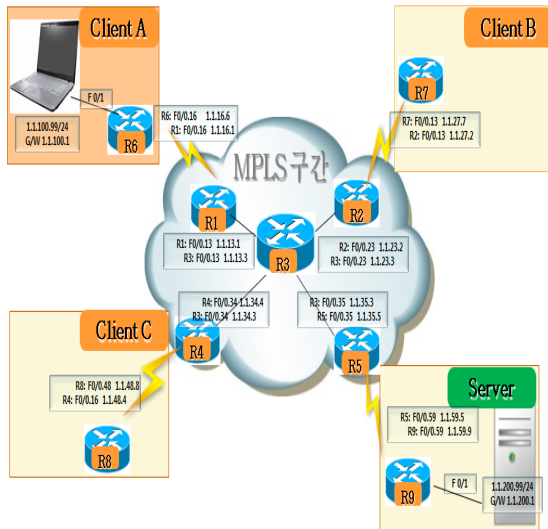 Client A
F 0/1
1.1.100.99/24
G/W 1.1.100.1
R6
R6: F0/0.16 1.1.16.6
R1: F0/0.16 1.1.16.1
Client B
R7
R7: F0/0.13 1.1.27.7
R2: F0/0.13 1.1.27.2
MPLS 구간
R1
R2
R3
R1: F0/0.13 1.1.13.1
R3: F0/0.13 1.1.13.3
R2: F0/0.23 1.1.23.2
R3: F0/0.23 1.1.23.3
R4: F0/0.34 1.1.34.4
R3: F0/0.34 1.1.34.3
R3: F0/0.35 1.1.35.3
R5: F0/0.35 1.1.35.5
Client C
R4
R5
R8: F0/0.48 1.1.48.8
R4: F0/0.16 1.1.48.4
R8
Server
R5: F0/0.59 1.1.59.5
R9: F0/0.59 1.1.59.9
R9
F 0/1
1.1.200.99/24
G/W 1.1.200.1